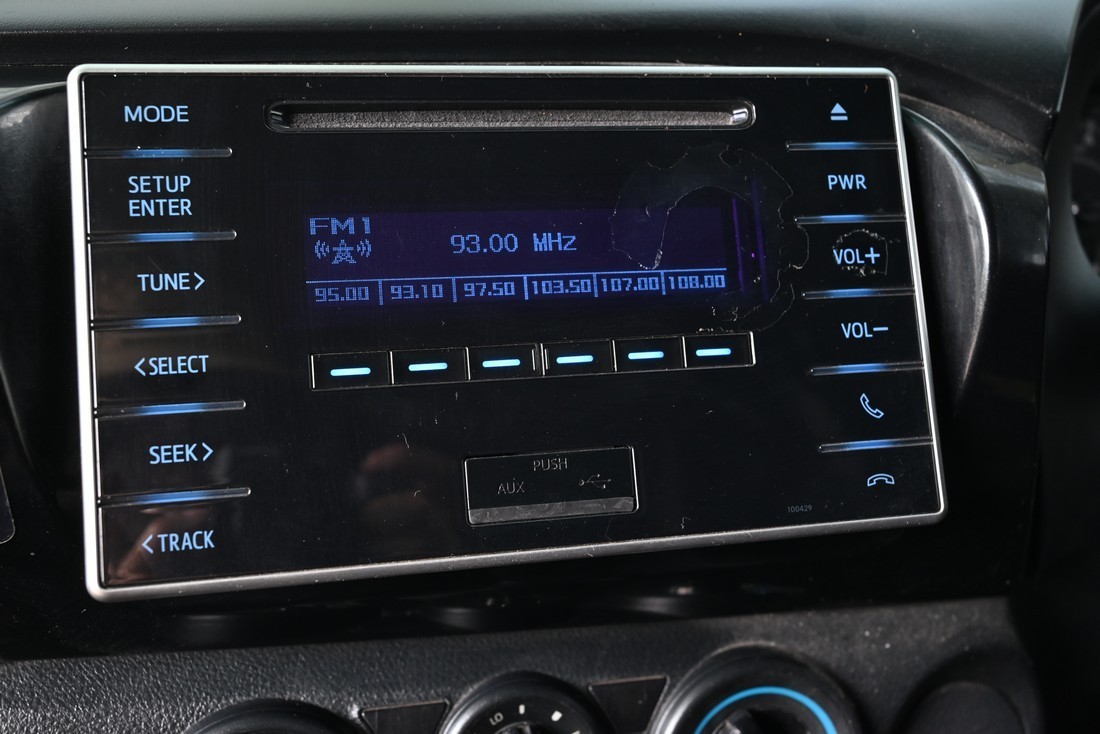 MODE
SETUP
ENTER
TUNE>
<SELECT
SEEK>
<TRACK
FM1
93.00 MHz
95.00 93.10 97.50 103.50 107.00 108.00
PUSH
AUX
PWR
VOL+
VOL-
100429
LO